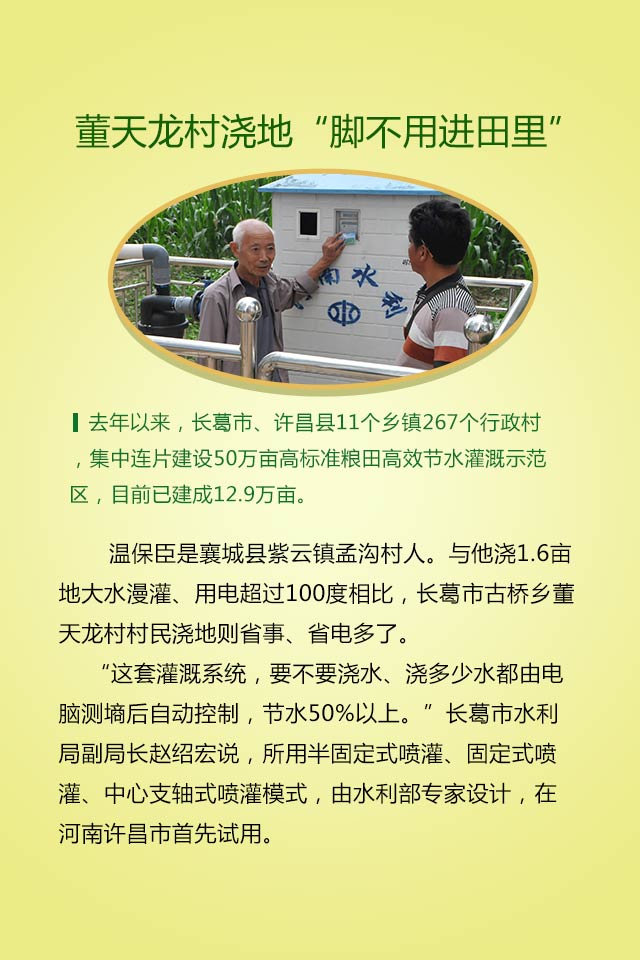 董天龙村浇地“脚不用进田里”
南水利
去年以来，长葛市、许昌县11个乡镇267个行政村
，集中连片建设50万亩高标准粮田高效节水灌溉示范
区，目前已建成12.9万亩。
温保臣是襄城县紫云镇孟沟村人。与他浇1.6亩
地大水漫灌、用电超过100度相比，长葛市古桥乡董
天龙村村民浇地则省事、省电多了。
“这套灌溉系统，要不要浇水、浇多少水都由电
脑测墒后自动控制，节水50%以上。”长葛市水利
局副局长赵绍宏说，所用半固定式喷灌、固定式喷
灌、中心支轴式喷灌模式，由水利部专家设计，在
河南许昌市首先试用。